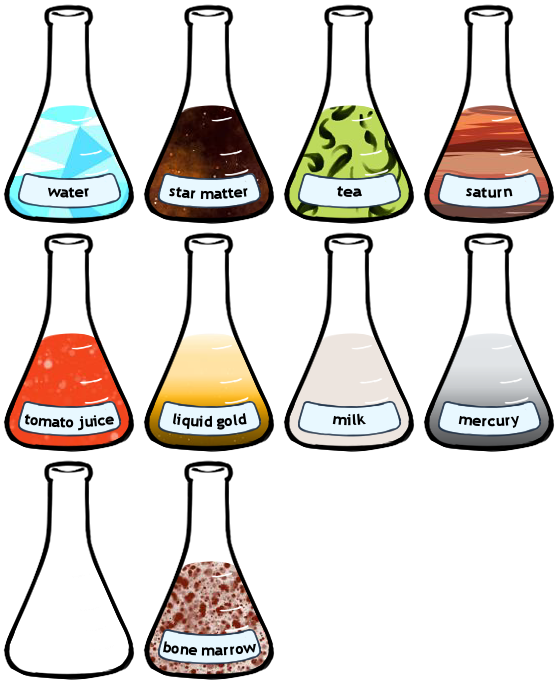 water
star matter
tea
saturn
tomato juice
liquid gold
milk
mercury
bone marrow